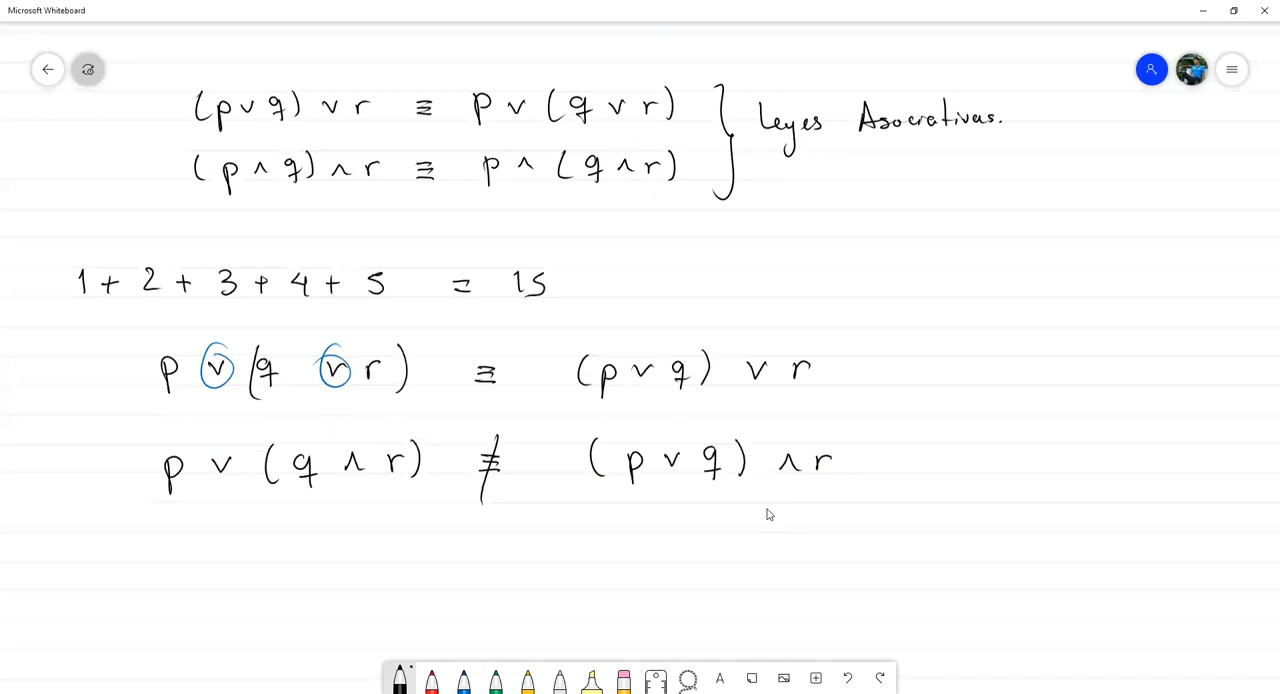 Microsoft Whiteboard
(p ∨ q) ∨ r ≡ p ∨ (q ∨ r)
(p ∧ q) ∧ r ≡ p ∧ (q ∧ r)
Leyes Asociativas.
1 + 2 + 3 + 4 + 5 = 15
p ∨ (q ∨ r) ≡ (p ∨ q) ∨ r
p ∨ (q ∧ r) ≢ (p ∨ q) ∧ r
A